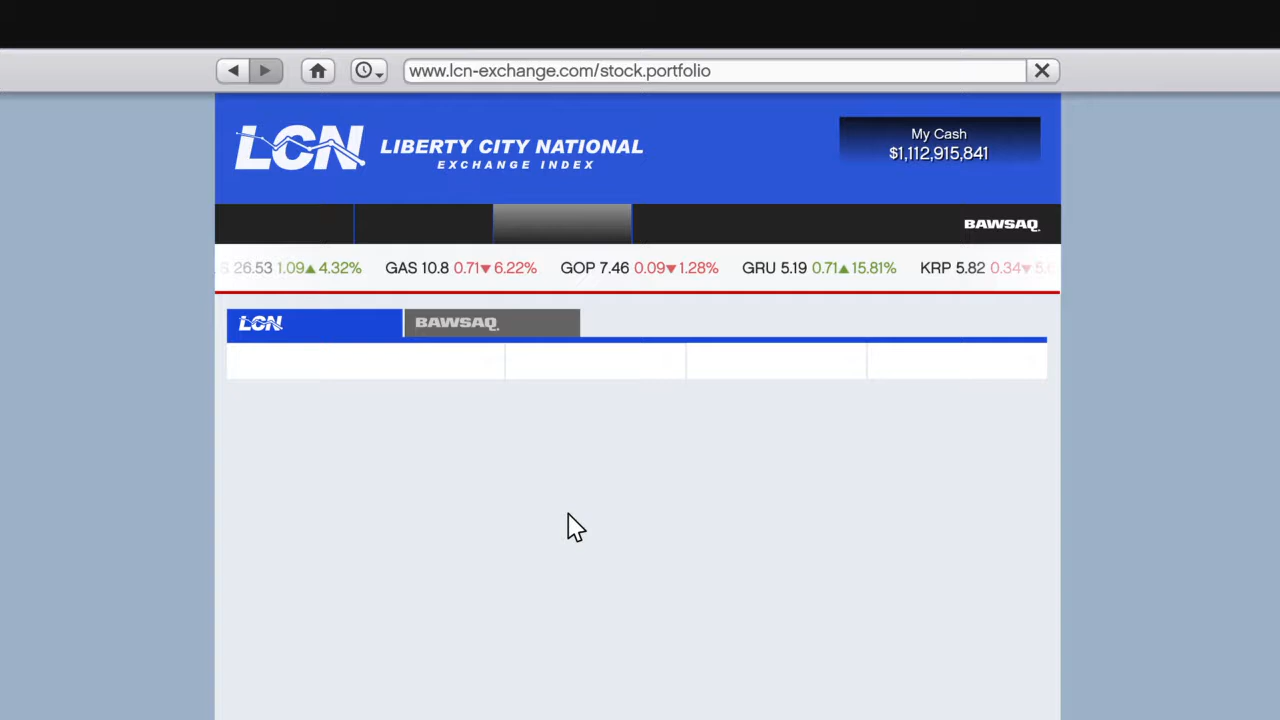 www.lcn-exchange.com/stock.portfolio
LCN LIBERTY CITY NATIONAL
EXCHANGE INDEX
My Cash
$1,112,915,841
BAWSAQ
26.53 1.09▲4.32% GAS 10.8 0.71▼6.22% GOP 7.46 0.09▼1.28% GRU 5.19 0.71▲15.81% KRP 5.82 0.34▼
LCN BAWSAQ